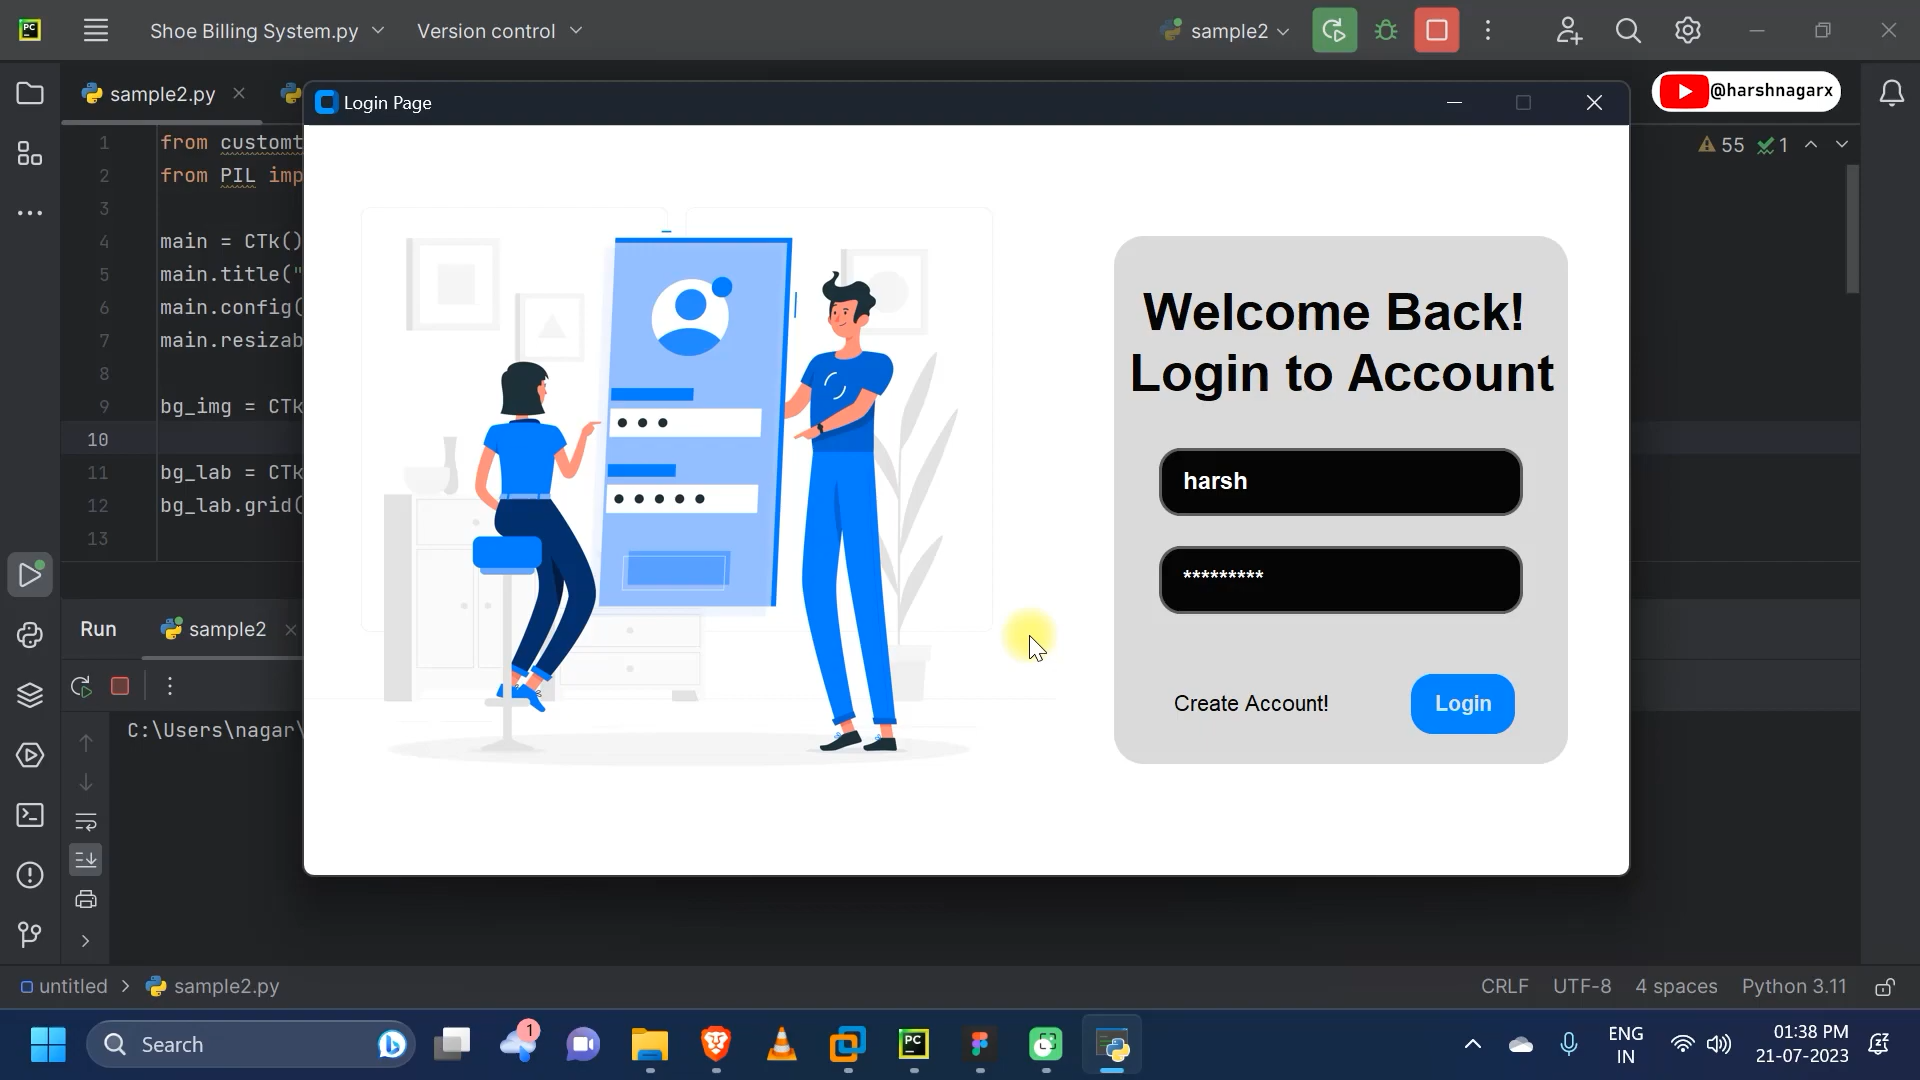 PC
Shoe Billing System.py
Version control
sample2
sample2.py
Login Page
@harshnagarx
1 from customt
2 from PIL imp
3
4 main = CTk()
5 main.title("
6 main.config(
7 main.resizab
8
9 bg_img = CTk
10
11 bg_lab = CTk
12 bg_lab.grid(
13
55 1
Welcome Back!
Login to Account
harsh
*********
Create Account!
Login
Run
sample2
C:\Users\nagar\
untitled > sample2.py
CRLF UTF-8 4 spaces Python 3.11
Search
1
PC
ENG
IN
01:38 PM
21-07-2023